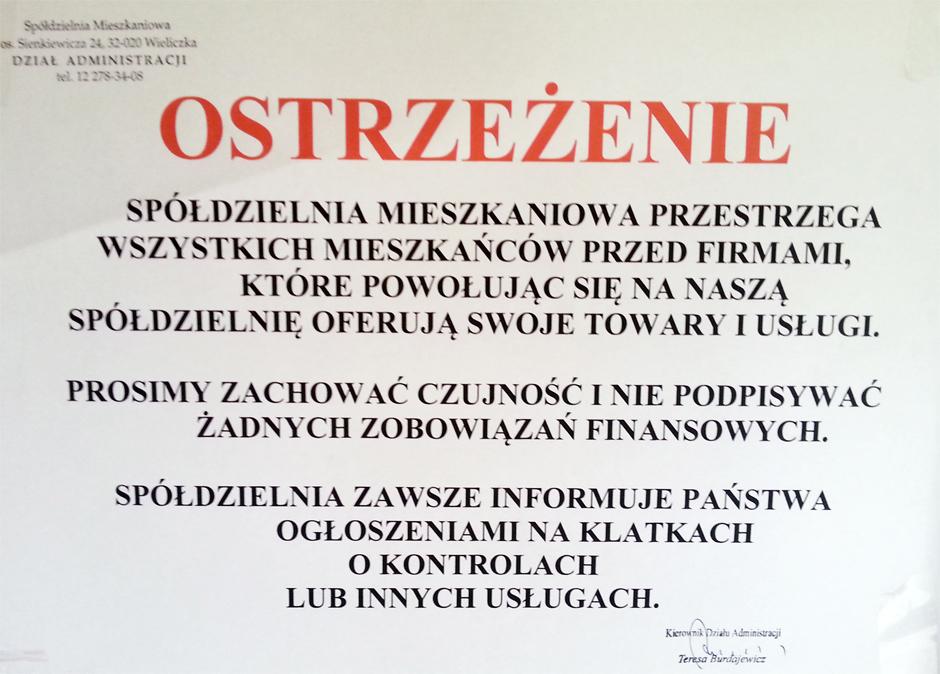 Spółdzielnia Mieszkaniowa
os. Sienkiewicza 24, 32-020 Wieliczka
DZIAŁ ADMINISTRACJI
tel. 12 278-34-08
OSTRZEŻENIE
SPÓŁDZIELNIA MIESZKANIOWA PRZESTRZEGA
WSZYSTKICH MIESZKAŃCÓW PRZED FIRMAMI,
KTÓRE POWOŁUJĄC SIĘ NA NASZĄ
SPÓŁDZIELNIĘ OFERUJĄ SWOJE TOWARY I USŁUGI.
PROSIMY ZACHOWAĆ CZUJNOŚĆ I NIE PODPISYWAĆ
ŻADNYCH ZOBOWIĄZAŃ FINANSOWYCH.
SPÓŁDZIELNIA ZAWSZE INFORMUJE PAŃSTWA
OGŁOSZENIAMI NA KLATKACH
O KONTROLACH
LUB INNYCH USŁUGACH.
Kierownik Działu Administracji
Teresa Burdajewicz